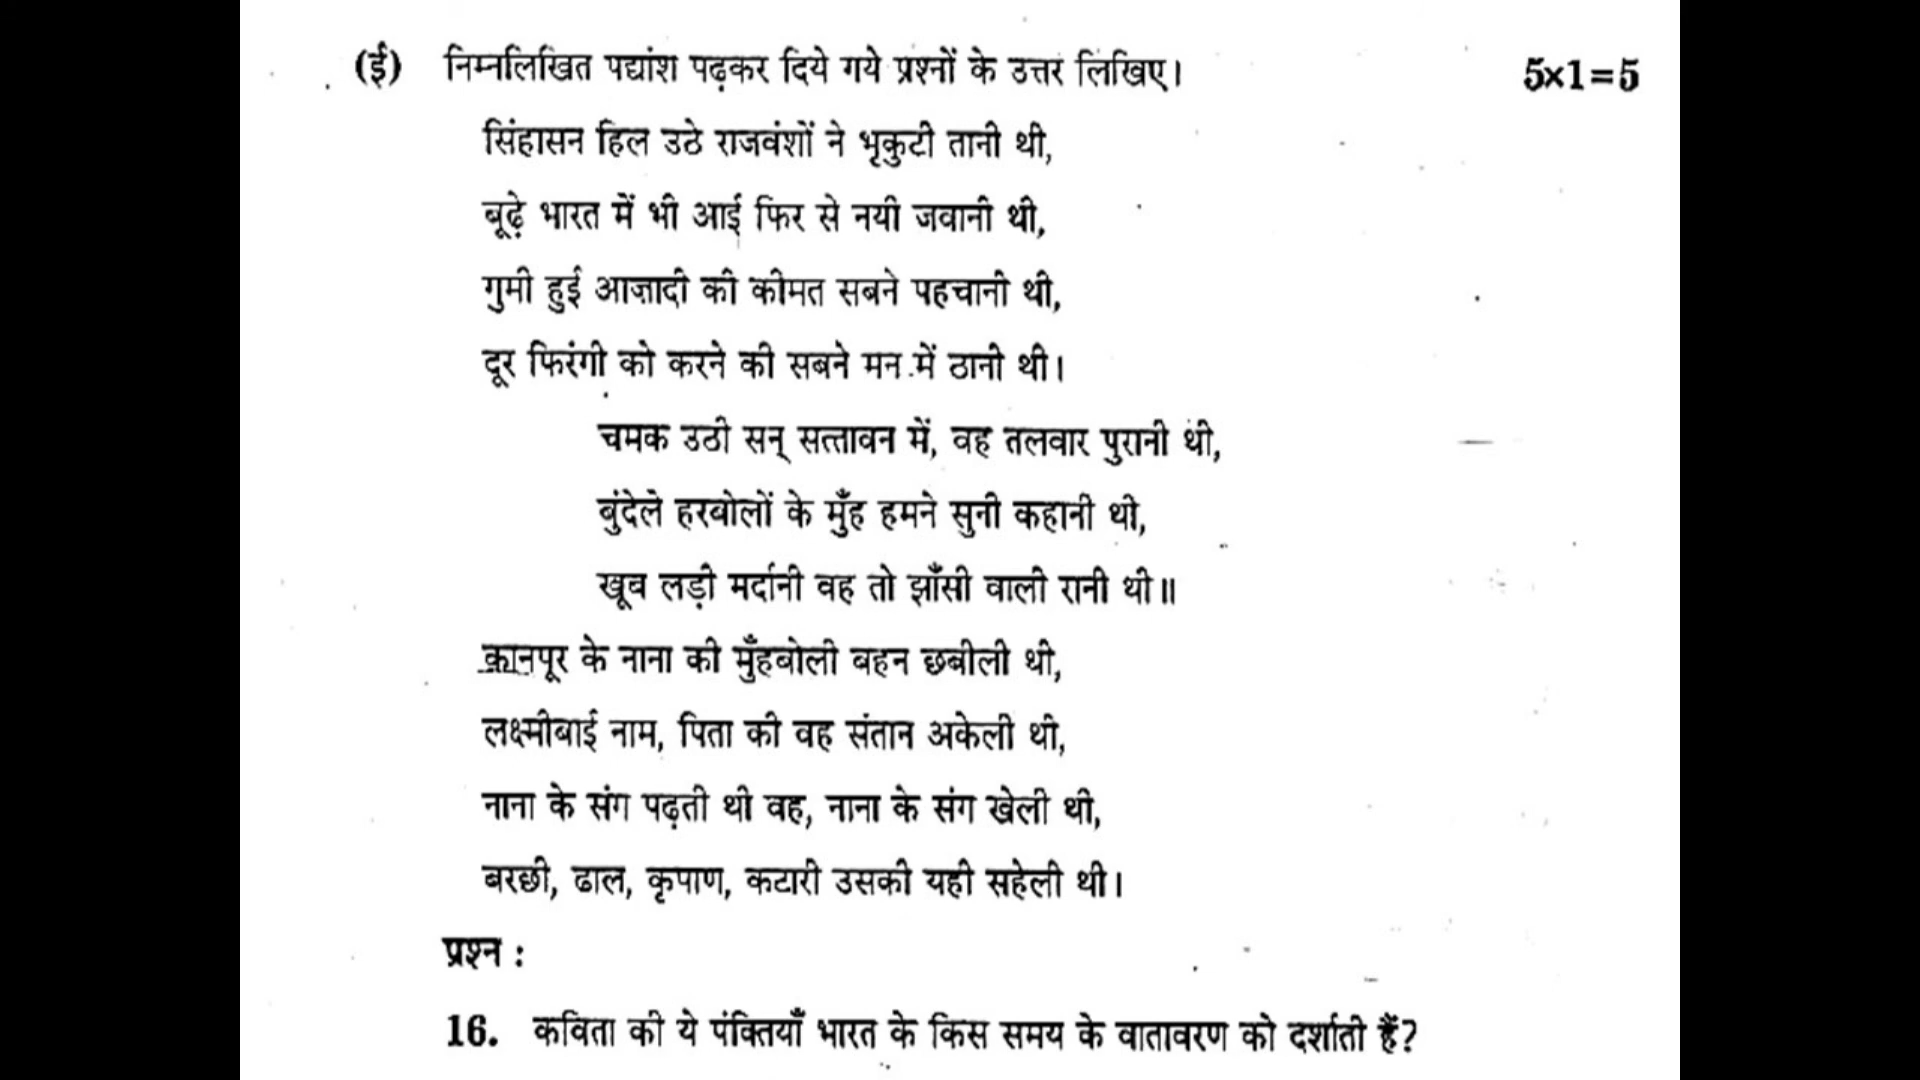 (ई) निम्नलिखित पद्यांश पढ़कर दिये गये प्रश्नों के उत्तर लिखिए। 5×1=5
सिंहासन हिल उठे राजवंशों ने भृकुटी तानी थी,
बूढ़े भारत में भी आई फिर से नयी जवानी थी,
गुमी हुई आज़ादी की कीमत सबने पहचानी थी,
दूर फिरंगी को करने की सबने मन में ठानी थी।
चमक उठी सन् सत्तावन में, वह तलवार पुरानी थी,
बुंदेले हरबोलों के मुँह हमने सुनी कहानी थी,
खूब लड़ी मर्दानी वह तो झाँसी वाली रानी थी॥
कानपूर के नाना की मुँहबोली बहन छबीली थी,
लक्ष्मीबाई नाम, पिता की वह संतान अकेली थी,
नाना के संग पढ़ती थी वह, नाना के संग खेली थी,
बरछी, ढाल, कृपाण, कटारी उसकी यही सहेली थी।
प्रश्न :
16. कविता की ये पंक्तियाँ भारत के किस समय के वातावरण को दर्शाती हैं?